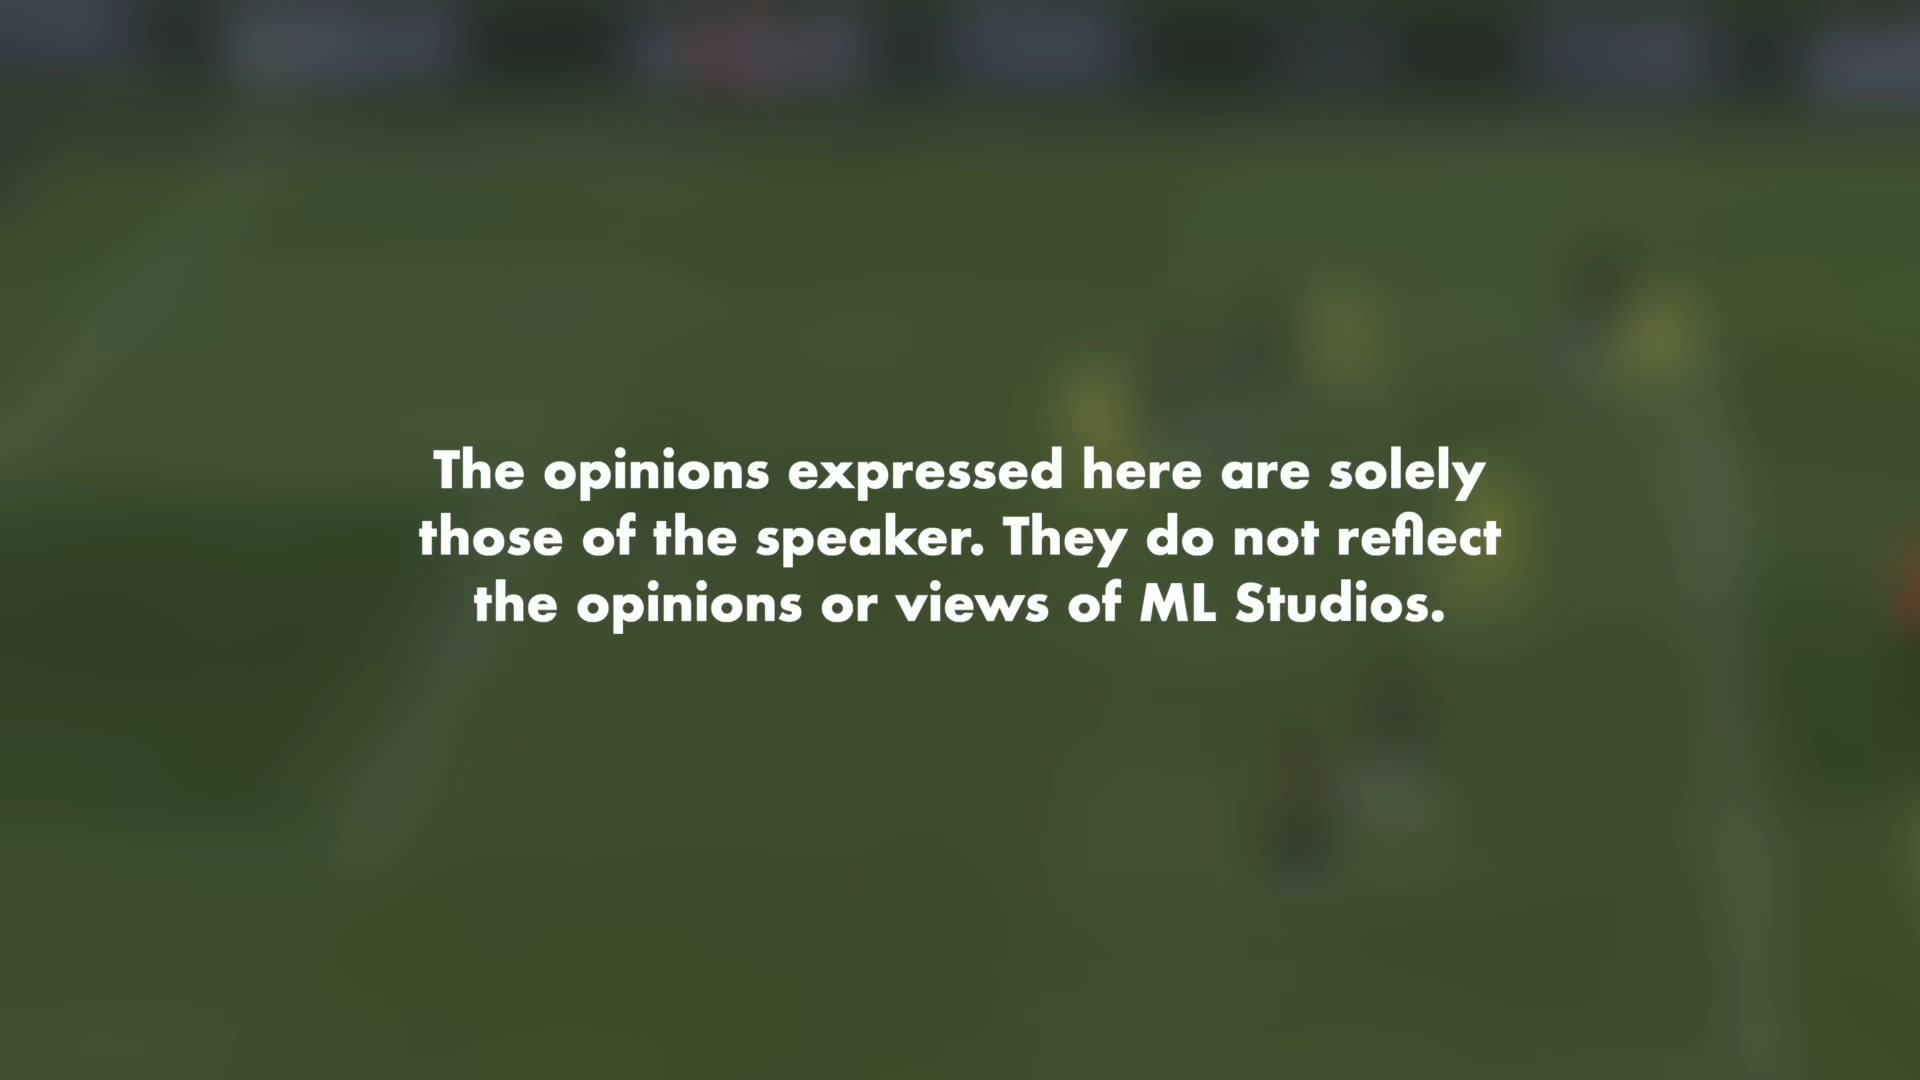 The opinions expressed here are solely
those of the speaker. They do not reflect
the opinions or views of ML Studios.